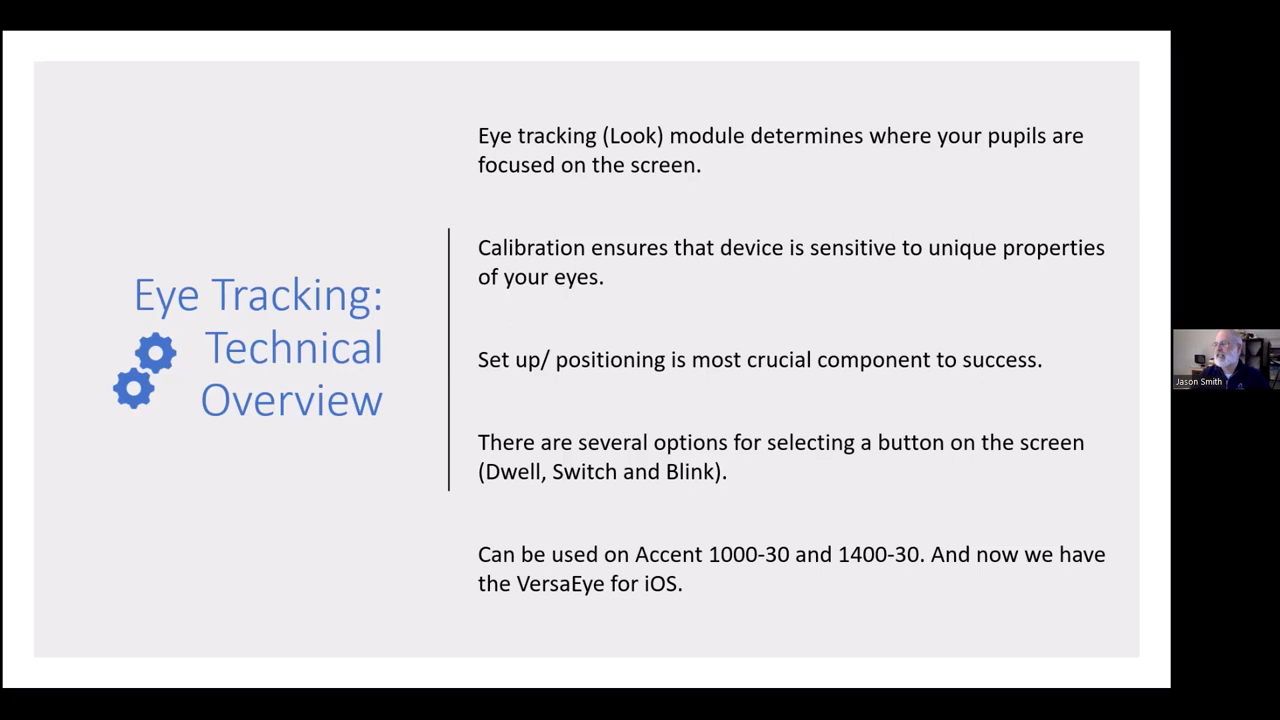 Eye Tracking:
Technical
Overview
Eye tracking (Look) module determines where your pupils are
focused on the screen.
Calibration ensures that device is sensitive to unique properties
of your eyes.
Set up/ positioning is most crucial component to success.
There are several options for selecting a button on the screen
(Dwell, Switch and Blink).
Can be used on Accent 1000-30 and 1400-30. And now we have
the VersaEye for iOS.
Jason Smith